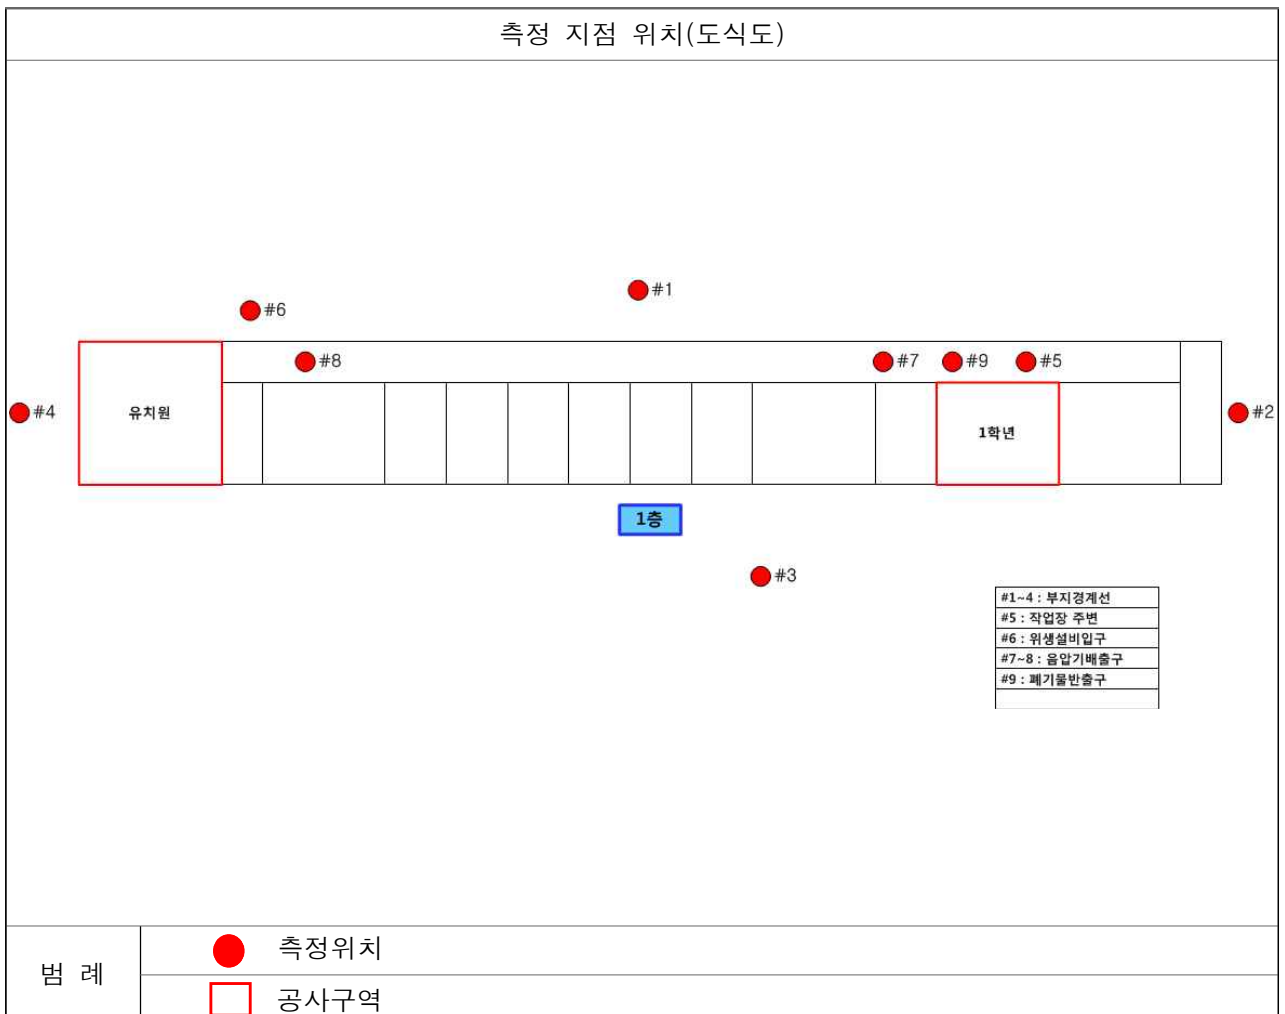 측정 지점 위치(도식도)
#1
#6
#8
#7
#9
#5
#4
유치원
1학년
#2
1층
#3
#1~4 : 부지경계선
#5 : 작업장 주변
#6 : 위생설비입구
#7~8 : 음압기배출구
#9 : 폐기물반출구
범 례
측정위치
공사구역